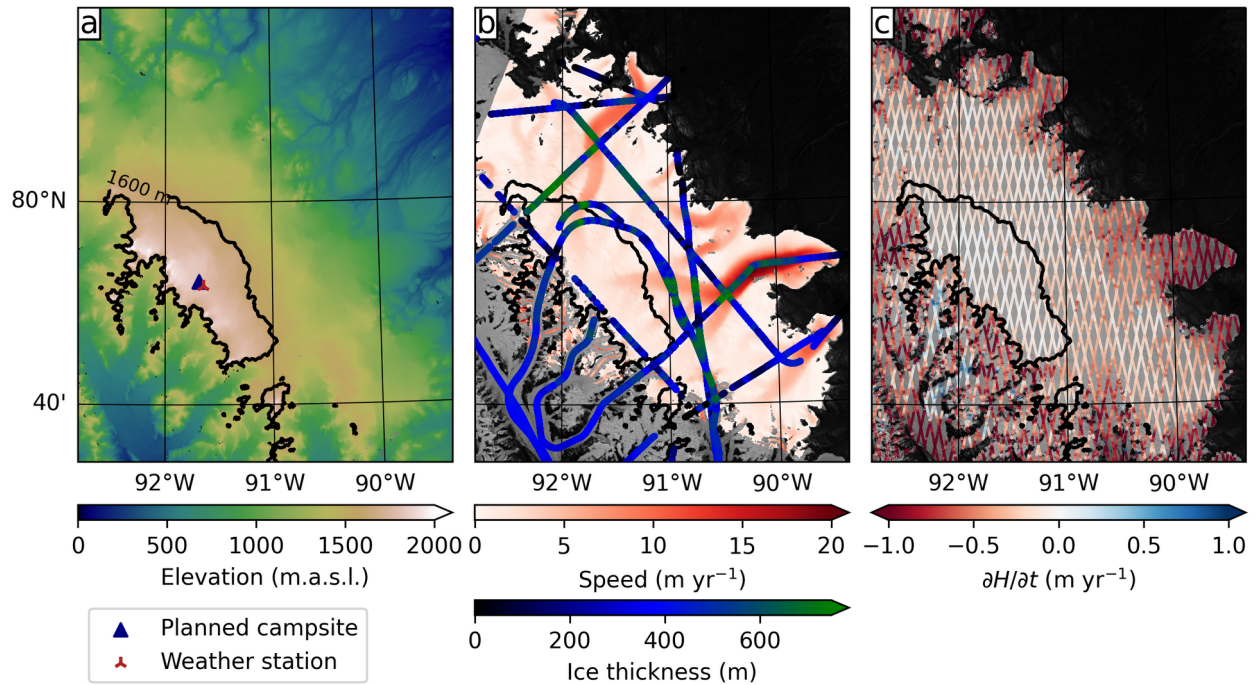 a
b
c
1600 m
80°N
40'
92°W 91°W 90°W
92°W 91°W 90°W
92°W 91°W 90°W
0 500 1000 1500 2000
Elevation (m.a.s.l.)
0 5 10 15 20
Speed (m yr⁻¹)
−1.0 −0.5 0.0 0.5 1.0
∂H/∂t (m yr⁻¹)
0 200 400 600
Ice thickness (m)
Planned campsite
Weather station